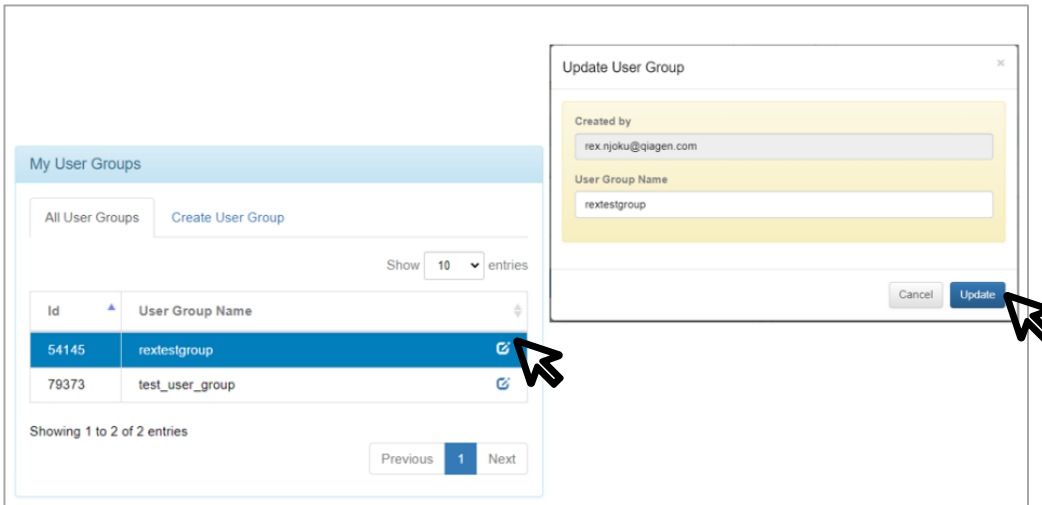 My User Groups
All User Groups Create User Group
Show 10 entries
Id User Group Name
54145 rextestgroup
79373 test_user_group
Showing 1 to 2 of 2 entries
Previous 1 Next
Update User Group ×
Created by
rex.njoku@qiagen.com
User Group Name
rextestgroup
Cancel Update